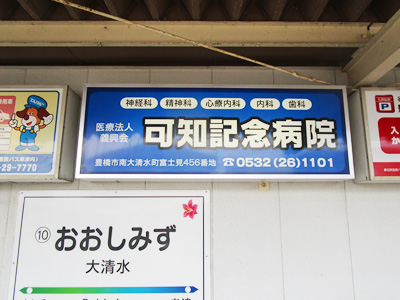 神経科 精神科 心療内科 内科 歯科
医療法人
義興会
可知記念病院
豊橋市南大清水町富士見456番地 ☎0532(26)1101
-29-7770
⑩ おおしみず
大清水
P
入
か